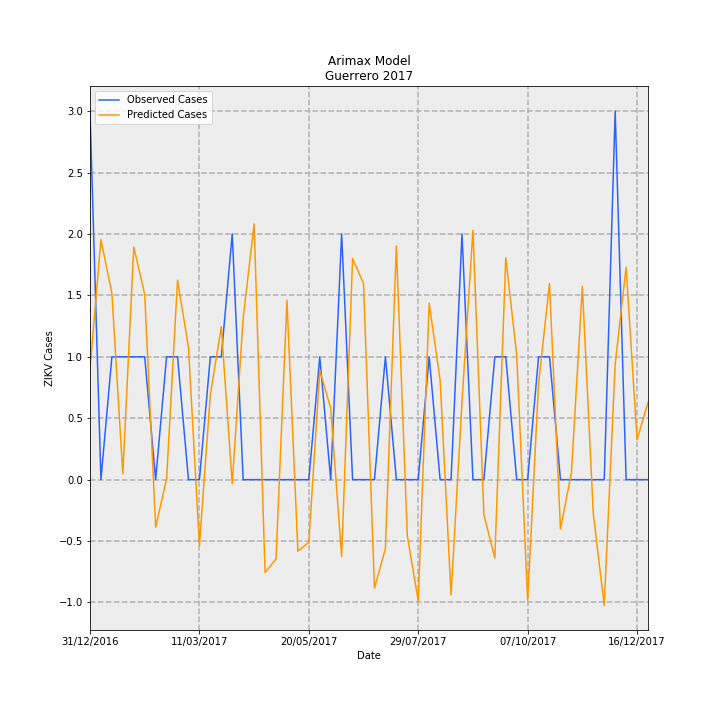 Arimax Model
Guerrero 2017
Observed Cases
Predicted Cases
3.0
2.5
2.0
1.5
1.0
0.5
0.0
−0.5
−1.0
ZIKV Cases
31/12/2016 11/03/2017 20/05/2017 29/07/2017 07/10/2017 16/12/2017
Date